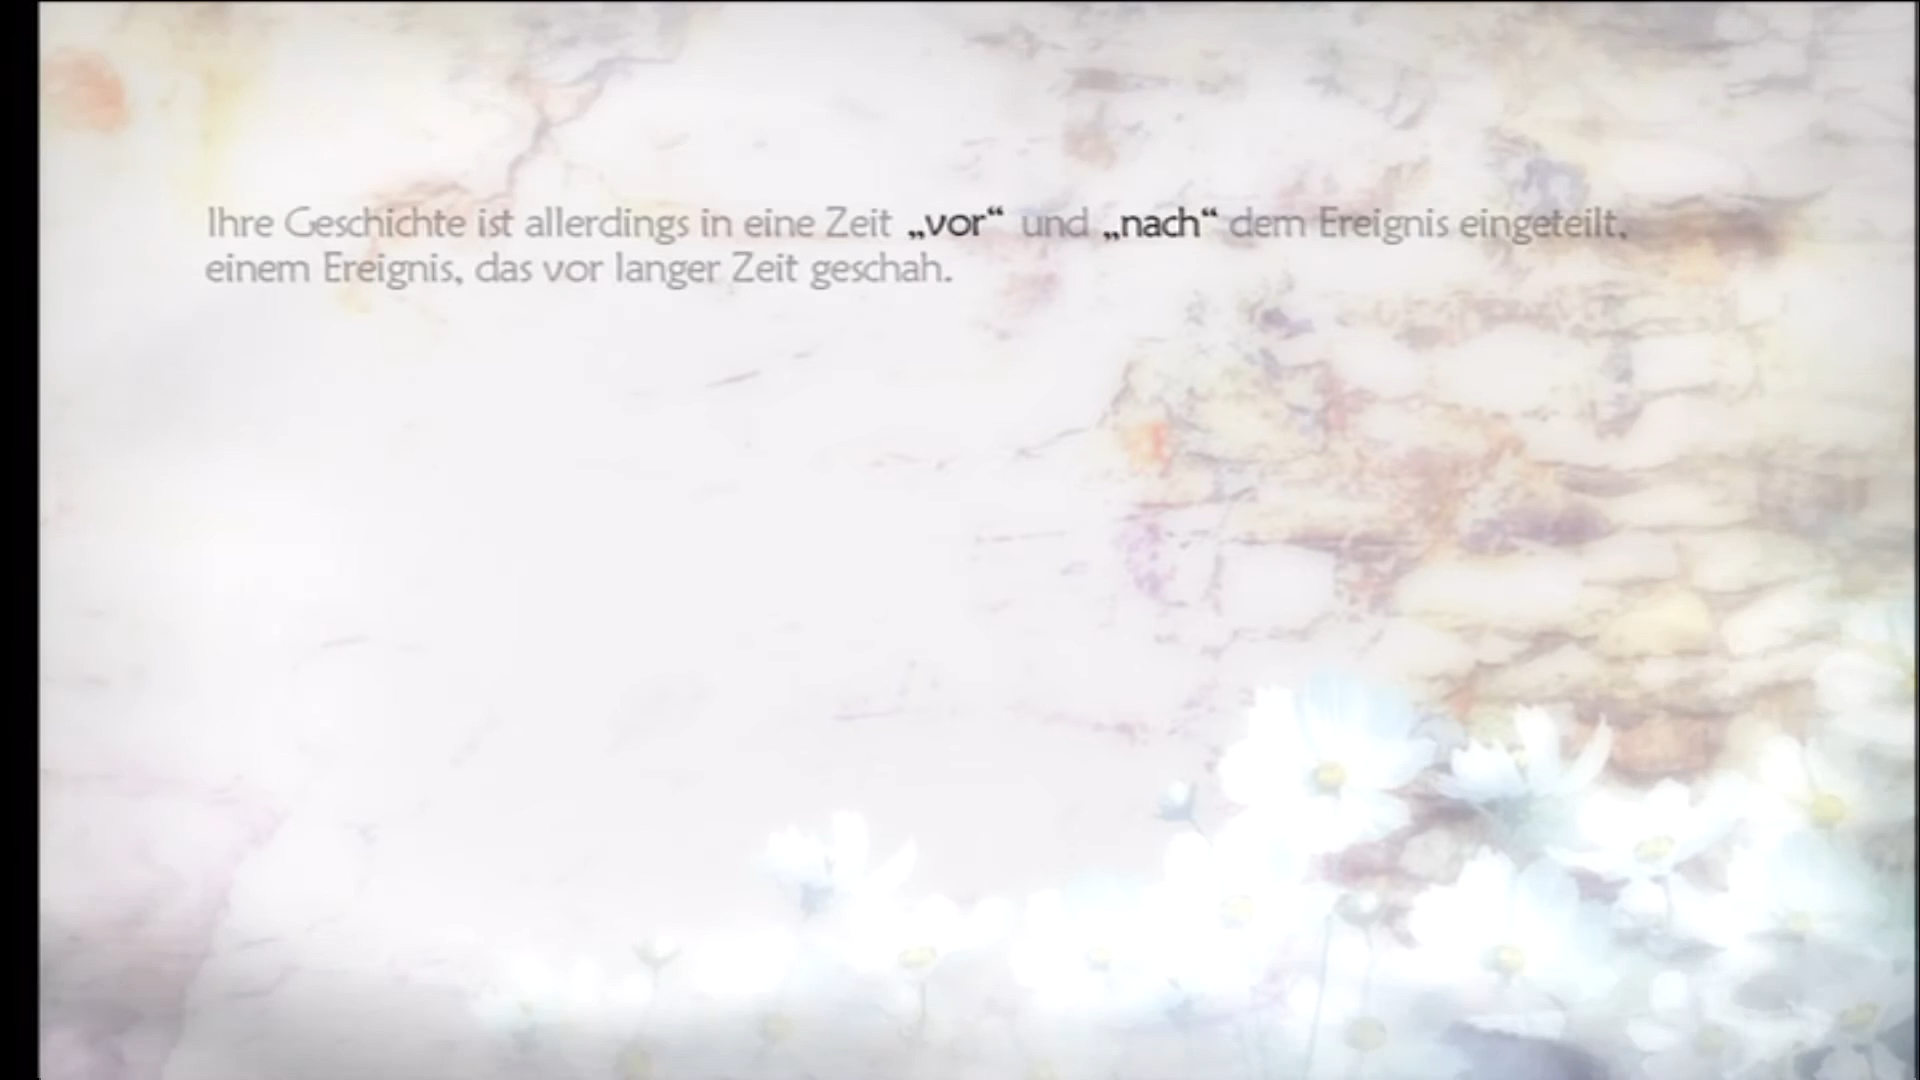 Ihre Geschichte ist allerdings in eine Zeit „vor“ und „nach“ dem Ereignis eingeteilt,
einem Ereignis, das vor langer Zeit geschah.